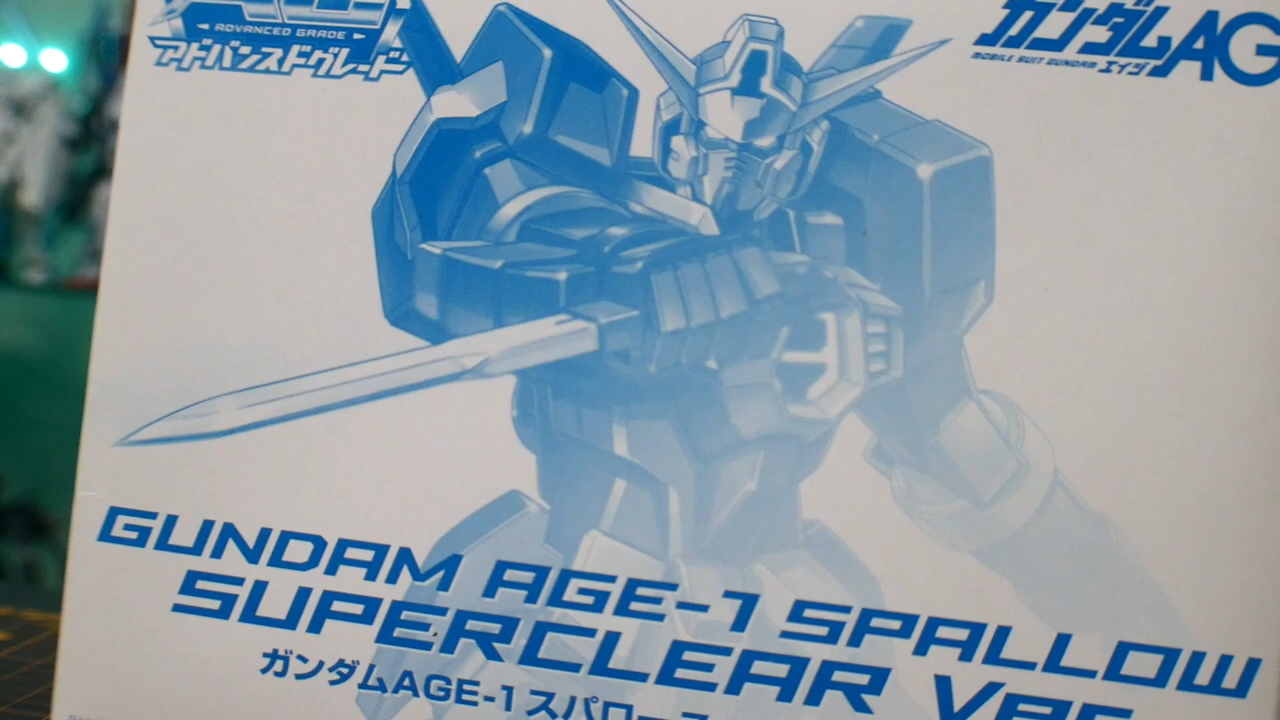 AG
ADVANCED GRADE
アドバンスドグレード
ガンダムAG
MOBILE SUIT GUNDAM エイジ
GUNDAM AGE-1 SPALLOW
SUPERCLEAR Ver.
ガンダムAGE-1 スパロー